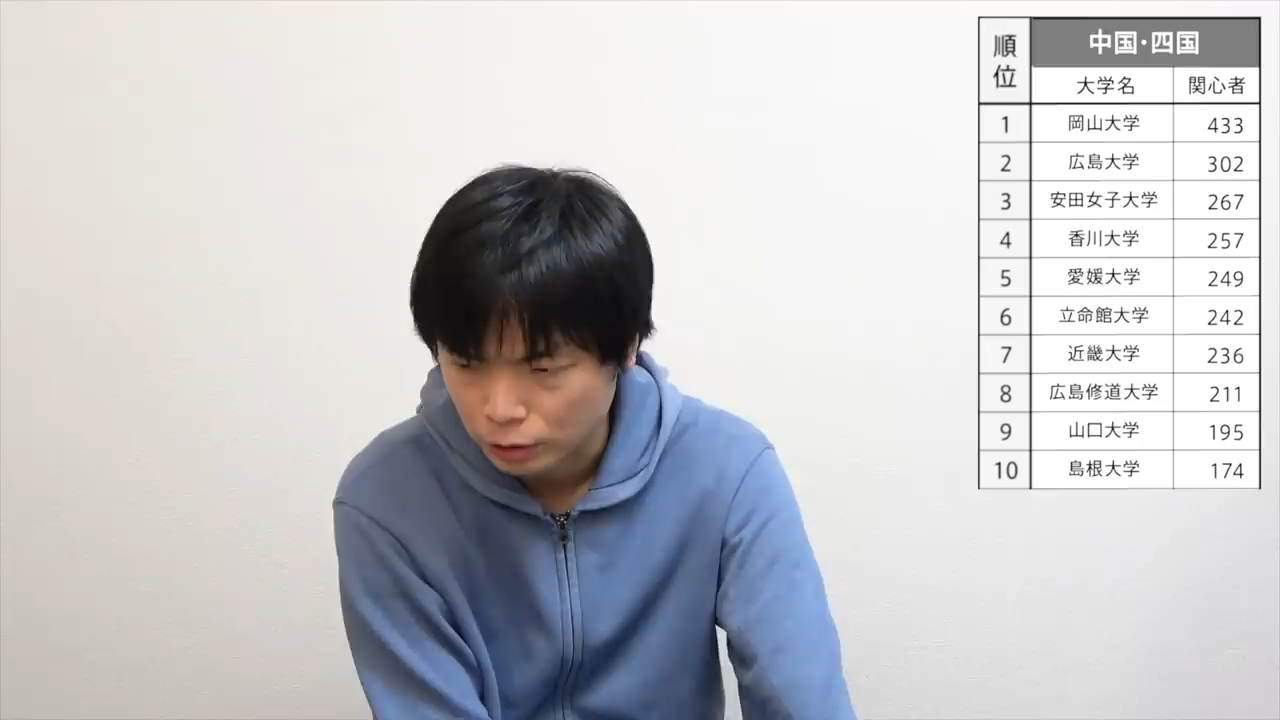 順位 中国・四国
大学名 関心者
1 岡山大学 433
2 広島大学 302
3 安田女子大学 267
4 香川大学 257
5 愛媛大学 249
6 立命館大学 242
7 近畿大学 236
8 広島修道大学 211
9 山口大学 195
10 島根大学 174